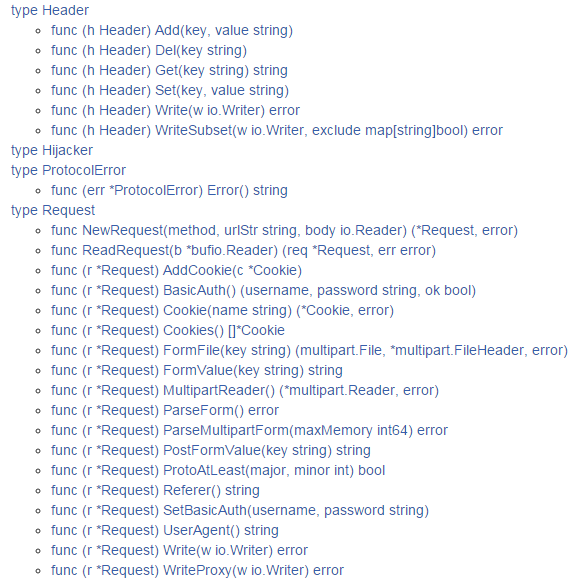 type Header
func (h Header) Add(key, value string)
func (h Header) Del(key string)
func (h Header) Get(key string) string
func (h Header) Set(key, value string)
func (h Header) Write(w io.Writer) error
func (h Header) WriteSubset(w io.Writer, exclude map[string]bool) error
type Hijacker
type ProtocolError
func (err *ProtocolError) Error() string
type Request
func NewRequest(method, urlStr string, body io.Reader) (*Request, error)
func ReadRequest(b *bufio.Reader) (req *Request, err error)
func (r *Request) AddCookie(c *Cookie)
func (r *Request) BasicAuth() (username, password string, ok bool)
func (r *Request) Cookie(name string) (*Cookie, error)
func (r *Request) Cookies() []*Cookie
func (r *Request) FormFile(key string) (multipart.File, *multipart.FileHeader, error)
func (r *Request) FormValue(key string) string
func (r *Request) MultipartReader() (*multipart.Reader, error)
func (r *Request) ParseForm() error
func (r *Request) ParseMultipartForm(maxMemory int64) error
func (r *Request) PostFormValue(key string) string
func (r *Request) ProtoAtLeast(major, minor int) bool
func (r *Request) Referer() string
func (r *Request) SetBasicAuth(username, password string)
func (r *Request) UserAgent() string
func (r *Request) Write(w io.Writer) error
func (r *Request) WriteProxy(w io.Writer) error